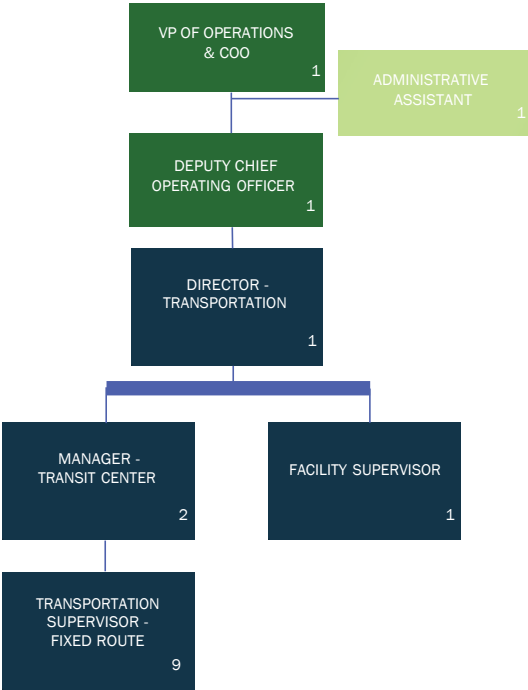 VP OF OPERATIONS
& COO
1
ADMINISTRATIVE
ASSISTANT
1
DEPUTY CHIEF
OPERATING OFFICER
1
DIRECTOR -
TRANSPORTATION
1
MANAGER -
TRANSIT CENTER
2
FACILITY SUPERVISOR
1
TRANSPORTATION
SUPERVISOR -
FIXED ROUTE
9